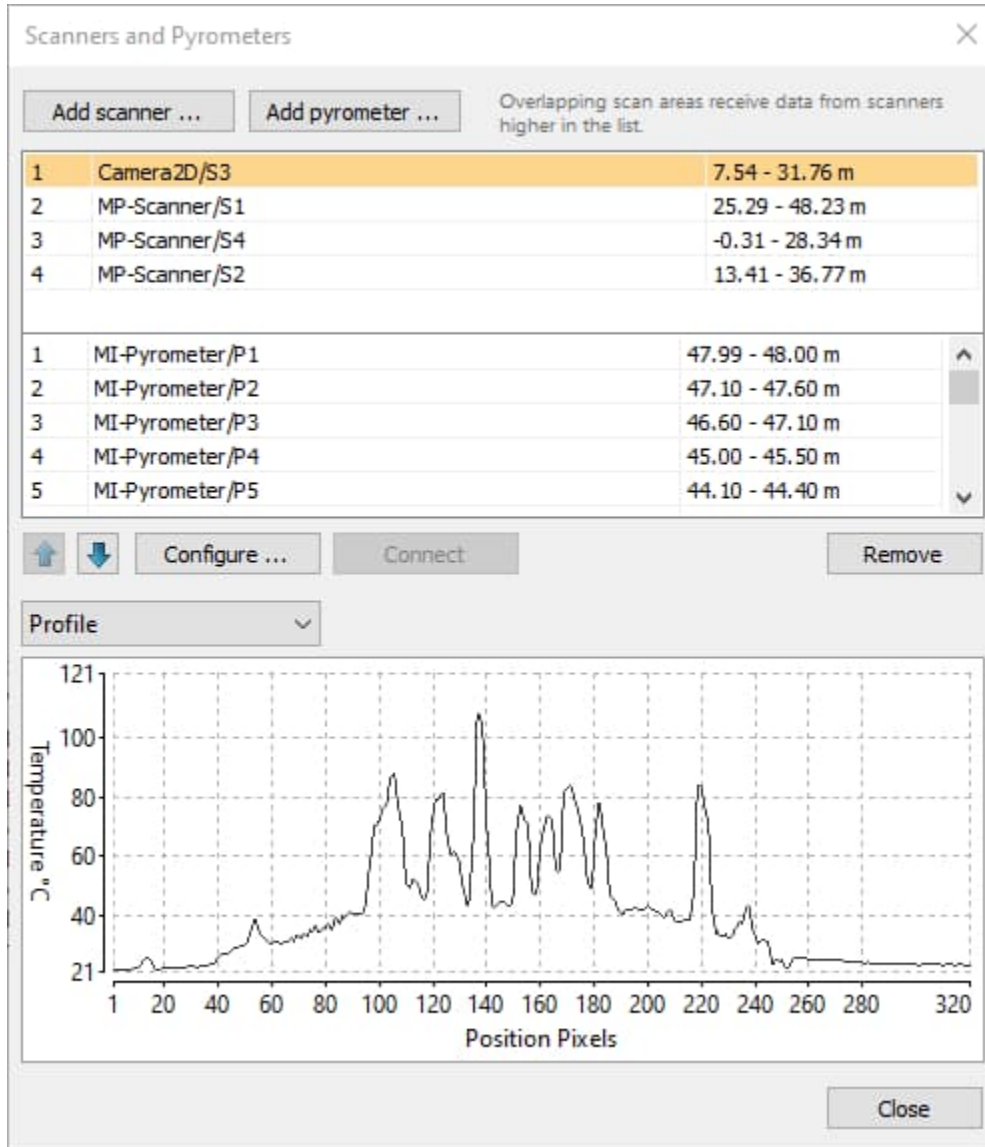 Scanners and Pyrometers
Add scanner ...
Add pyrometer ...
Overlapping scan areas receive data from scanners
higher in the list.
1 Camera2D/S3 7.54 - 31.76 m
2 MP-Scanner/S1 25.29 - 48.23 m
3 MP-Scanner/S4 -0.31 - 28.34 m
4 MP-Scanner/S2 13.41 - 36.77 m
1 MI-Pyrometer/P1 47.99 - 48.00 m
2 MI-Pyrometer/P2 47.10 - 47.60 m
3 MI-Pyrometer/P3 46.60 - 47.10 m
4 MI-Pyrometer/P4 45.00 - 45.50 m
5 MI-Pyrometer/P5 44.10 - 44.40 m
Configure ...
Connect
Remove
Profile
121
100
80
60
40
21
Temperature °C
1 20 40 60 80 100 120 140 160 180 200 220 240 260 280 320
Position Pixels
Close